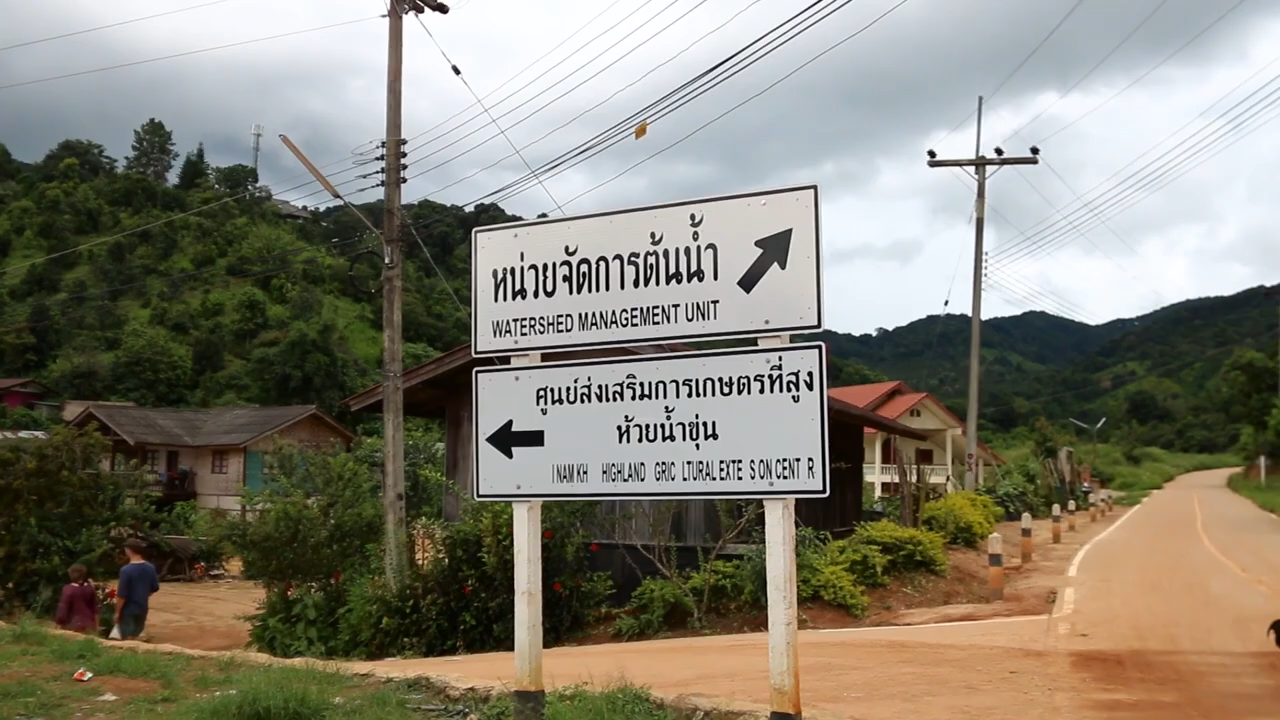 หน่วยจัดการต้นน้ำ
WATERSHED MANAGEMENT UNIT
ศูนย์ส่งเสริมการเกษตรที่สูง
ห้วยน้ำขุ่น
I NAM KH HIGHLAND GRIC LTURAL EXTE S ON CENT R